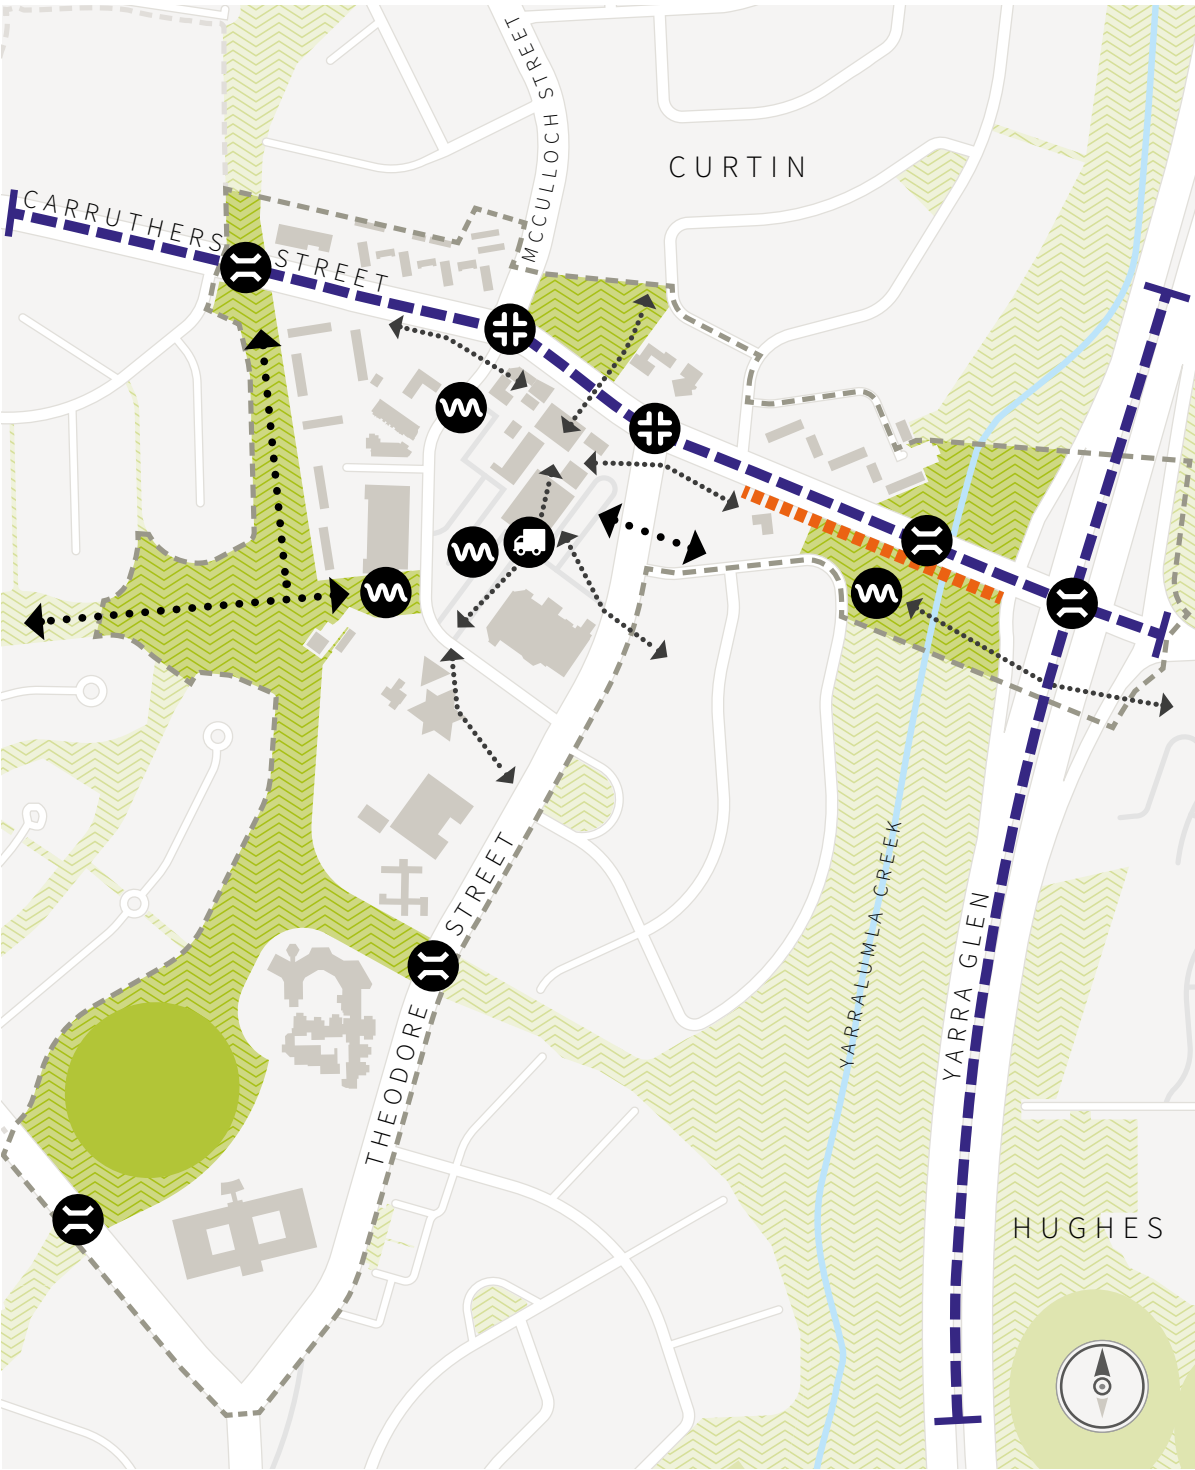 MCCULLOCH STREET
CURTIN
CARRUTHERS STREET
YARRALUMLA CREEK
YARRA GLEN
THEODORE STREET
HUGHES